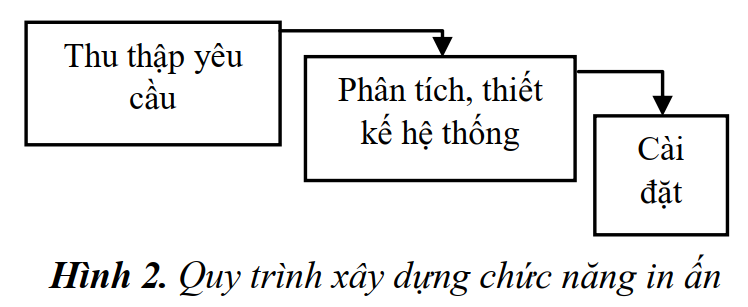 Thu thập yêu
cầu
Phân tích, thiết
kế hệ thống
Cài
đặt
Hình 2. Quy trình xây dựng chức năng in ấn